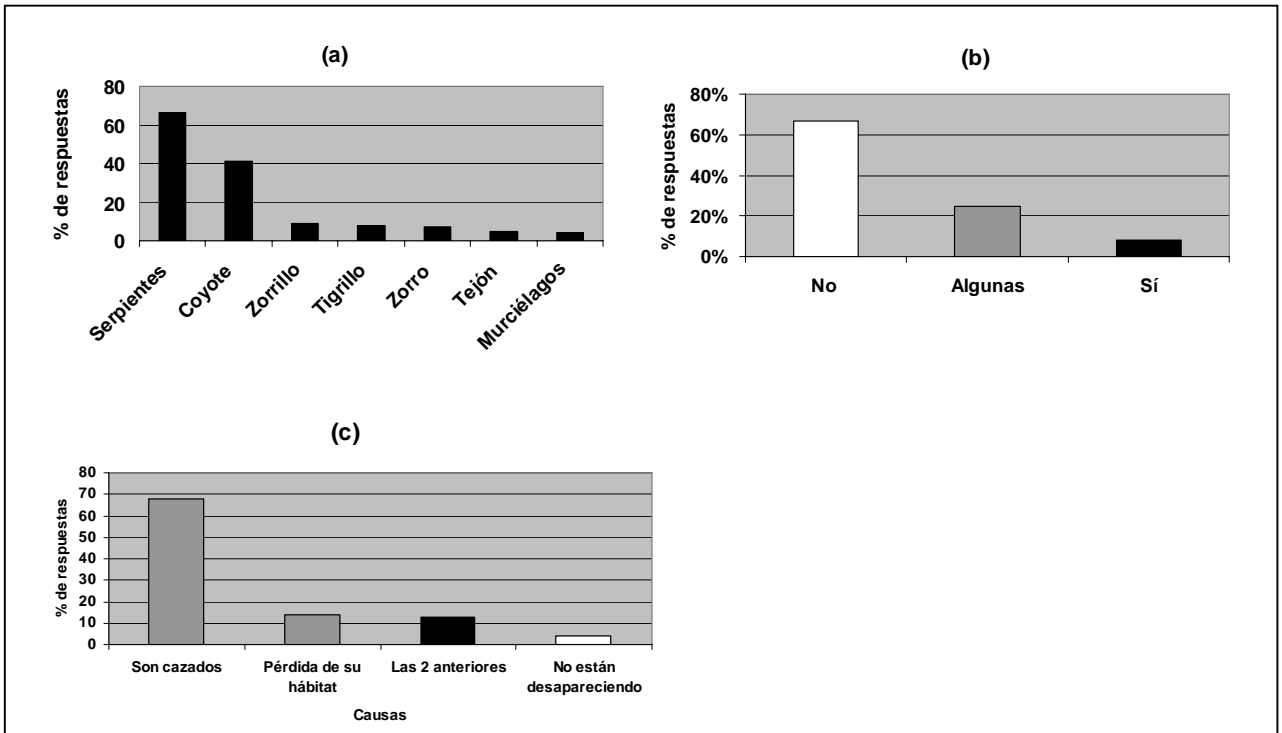 (a)
% de respuestas
80
60
40
20
0
Serpientes
Coyote
Zorrillo
Tigrillo
Zorro
Tejón
Murciélagos
(b)
% de respuestas
80%
60%
40%
20%
0%
No
Algunas
Sí
(c)
% de respuestas
80
70
60
50
40
30
20
10
0
Son cazados
Pérdida de su
hábitat
Las 2 anteriores
No están
desapareciendo
Causas